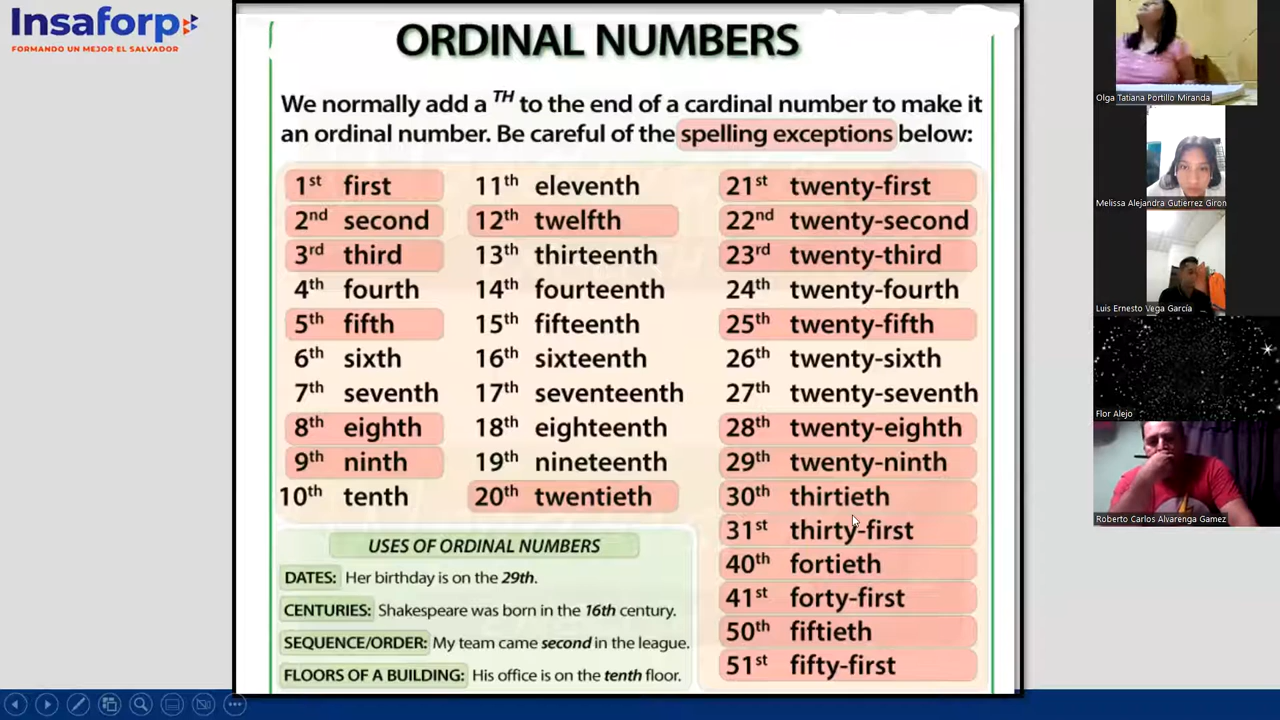 Insaforp
FORMANDO UN MEJOR EL SALVADOR
ORDINAL NUMBERS
We normally add a TH to the end of a cardinal number to make it
an ordinal number. Be careful of the spelling exceptions below:
1st first
2nd second
3rd third
4th fourth
5th fifth
6th sixth
7th seventh
8th eighth
9th ninth
10th tenth
11th eleventh
12th twelfth
13th thirteenth
14th fourteenth
15th fifteenth
16th sixteenth
17th seventeenth
18th eighteenth
19th nineteenth
20th twentieth
21st twenty-first
22nd twenty-second
23rd twenty-third
24th twenty-fourth
25th twenty-fifth
26th twenty-sixth
27th twenty-seventh
28th twenty-eighth
29th twenty-ninth
30th thirtieth
31st thirty-first
40th fortieth
41st forty-first
50th fiftieth
51st fifty-first
USES OF ORDINAL NUMBERS
DATES: Her birthday is on the 29th.
CENTURIES: Shakespeare was born in the 16th century.
SEQUENCE/ORDER: My team came second in the league.
FLOORS OF A BUILDING: His office is on the tenth floor.
Olga Tatiana Portillo Miranda
Melissa Alejandra Gutiérrez Giron
Luis Ernesto Vega García
Flor Alejo
Roberto Carlos Alvarenga Gamez